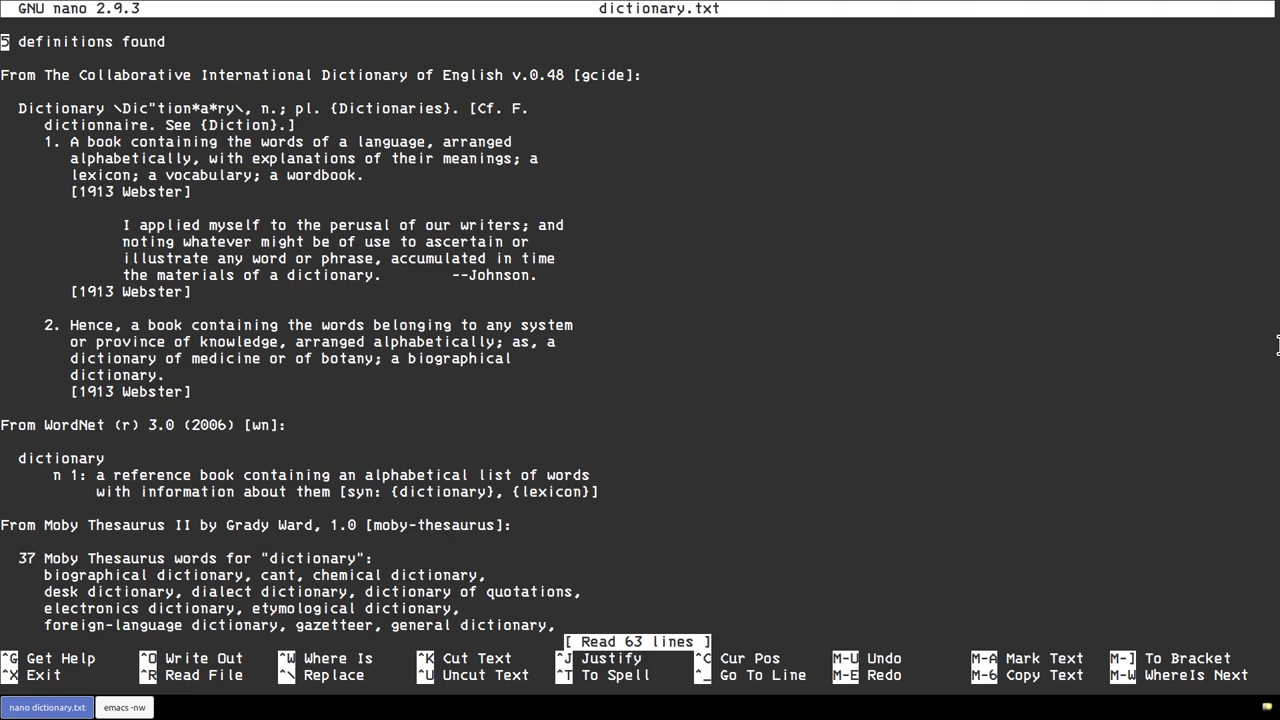 GNU nano 2.9.3 dictionary.txt
5 definitions found
From The Collaborative International Dictionary of English v.0.48 [gcide]:
Dictionary \Dic"tion*a*ry\, n.; pl. {Dictionaries}. [Cf. F.
dictionnaire. See {Diction}.]
1. A book containing the words of a language, arranged
alphabetically, with explanations of their meanings; a
lexicon; a vocabulary; a wordbook.
[1913 Webster]
I applied myself to the perusal of our writers; and
noting whatever might be of use to ascertain or
illustrate any word or phrase, accumulated in time
the materials of a dictionary. --Johnson.
[1913 Webster]
2. Hence, a book containing the words belonging to any system
or province of knowledge, arranged alphabetically; as, a
dictionary of medicine or of botany; a biographical
dictionary.
[1913 Webster]
From WordNet (r) 3.0 (2006) [wn]:
dictionary
n 1: a reference book containing an alphabetical list of words
with information about them [syn: {dictionary}, {lexicon}]
From Moby Thesaurus II by Grady Ward, 1.0 [moby-thesaurus]:
37 Moby Thesaurus words for "dictionary":
biographical dictionary, cant, chemical dictionary,
desk dictionary, dialect dictionary, dictionary of quotations,
electronics dictionary, etymological dictionary,
foreign-language dictionary, gazetteer, general dictionary,
[ Read 63 lines ]
^G Get Help ^O Write Out ^W Where Is ^K Cut Text ^J Justify ^C Cur Pos M-U Undo M-A Mark Text M-] To Bracket
^X Exit ^R Read File ^\ Replace ^U Uncut Text ^T To Spell ^_ Go To Line M-E Redo M-6 Copy Text M-W WhereIs Next
nano dictionary.txt emacs -nw